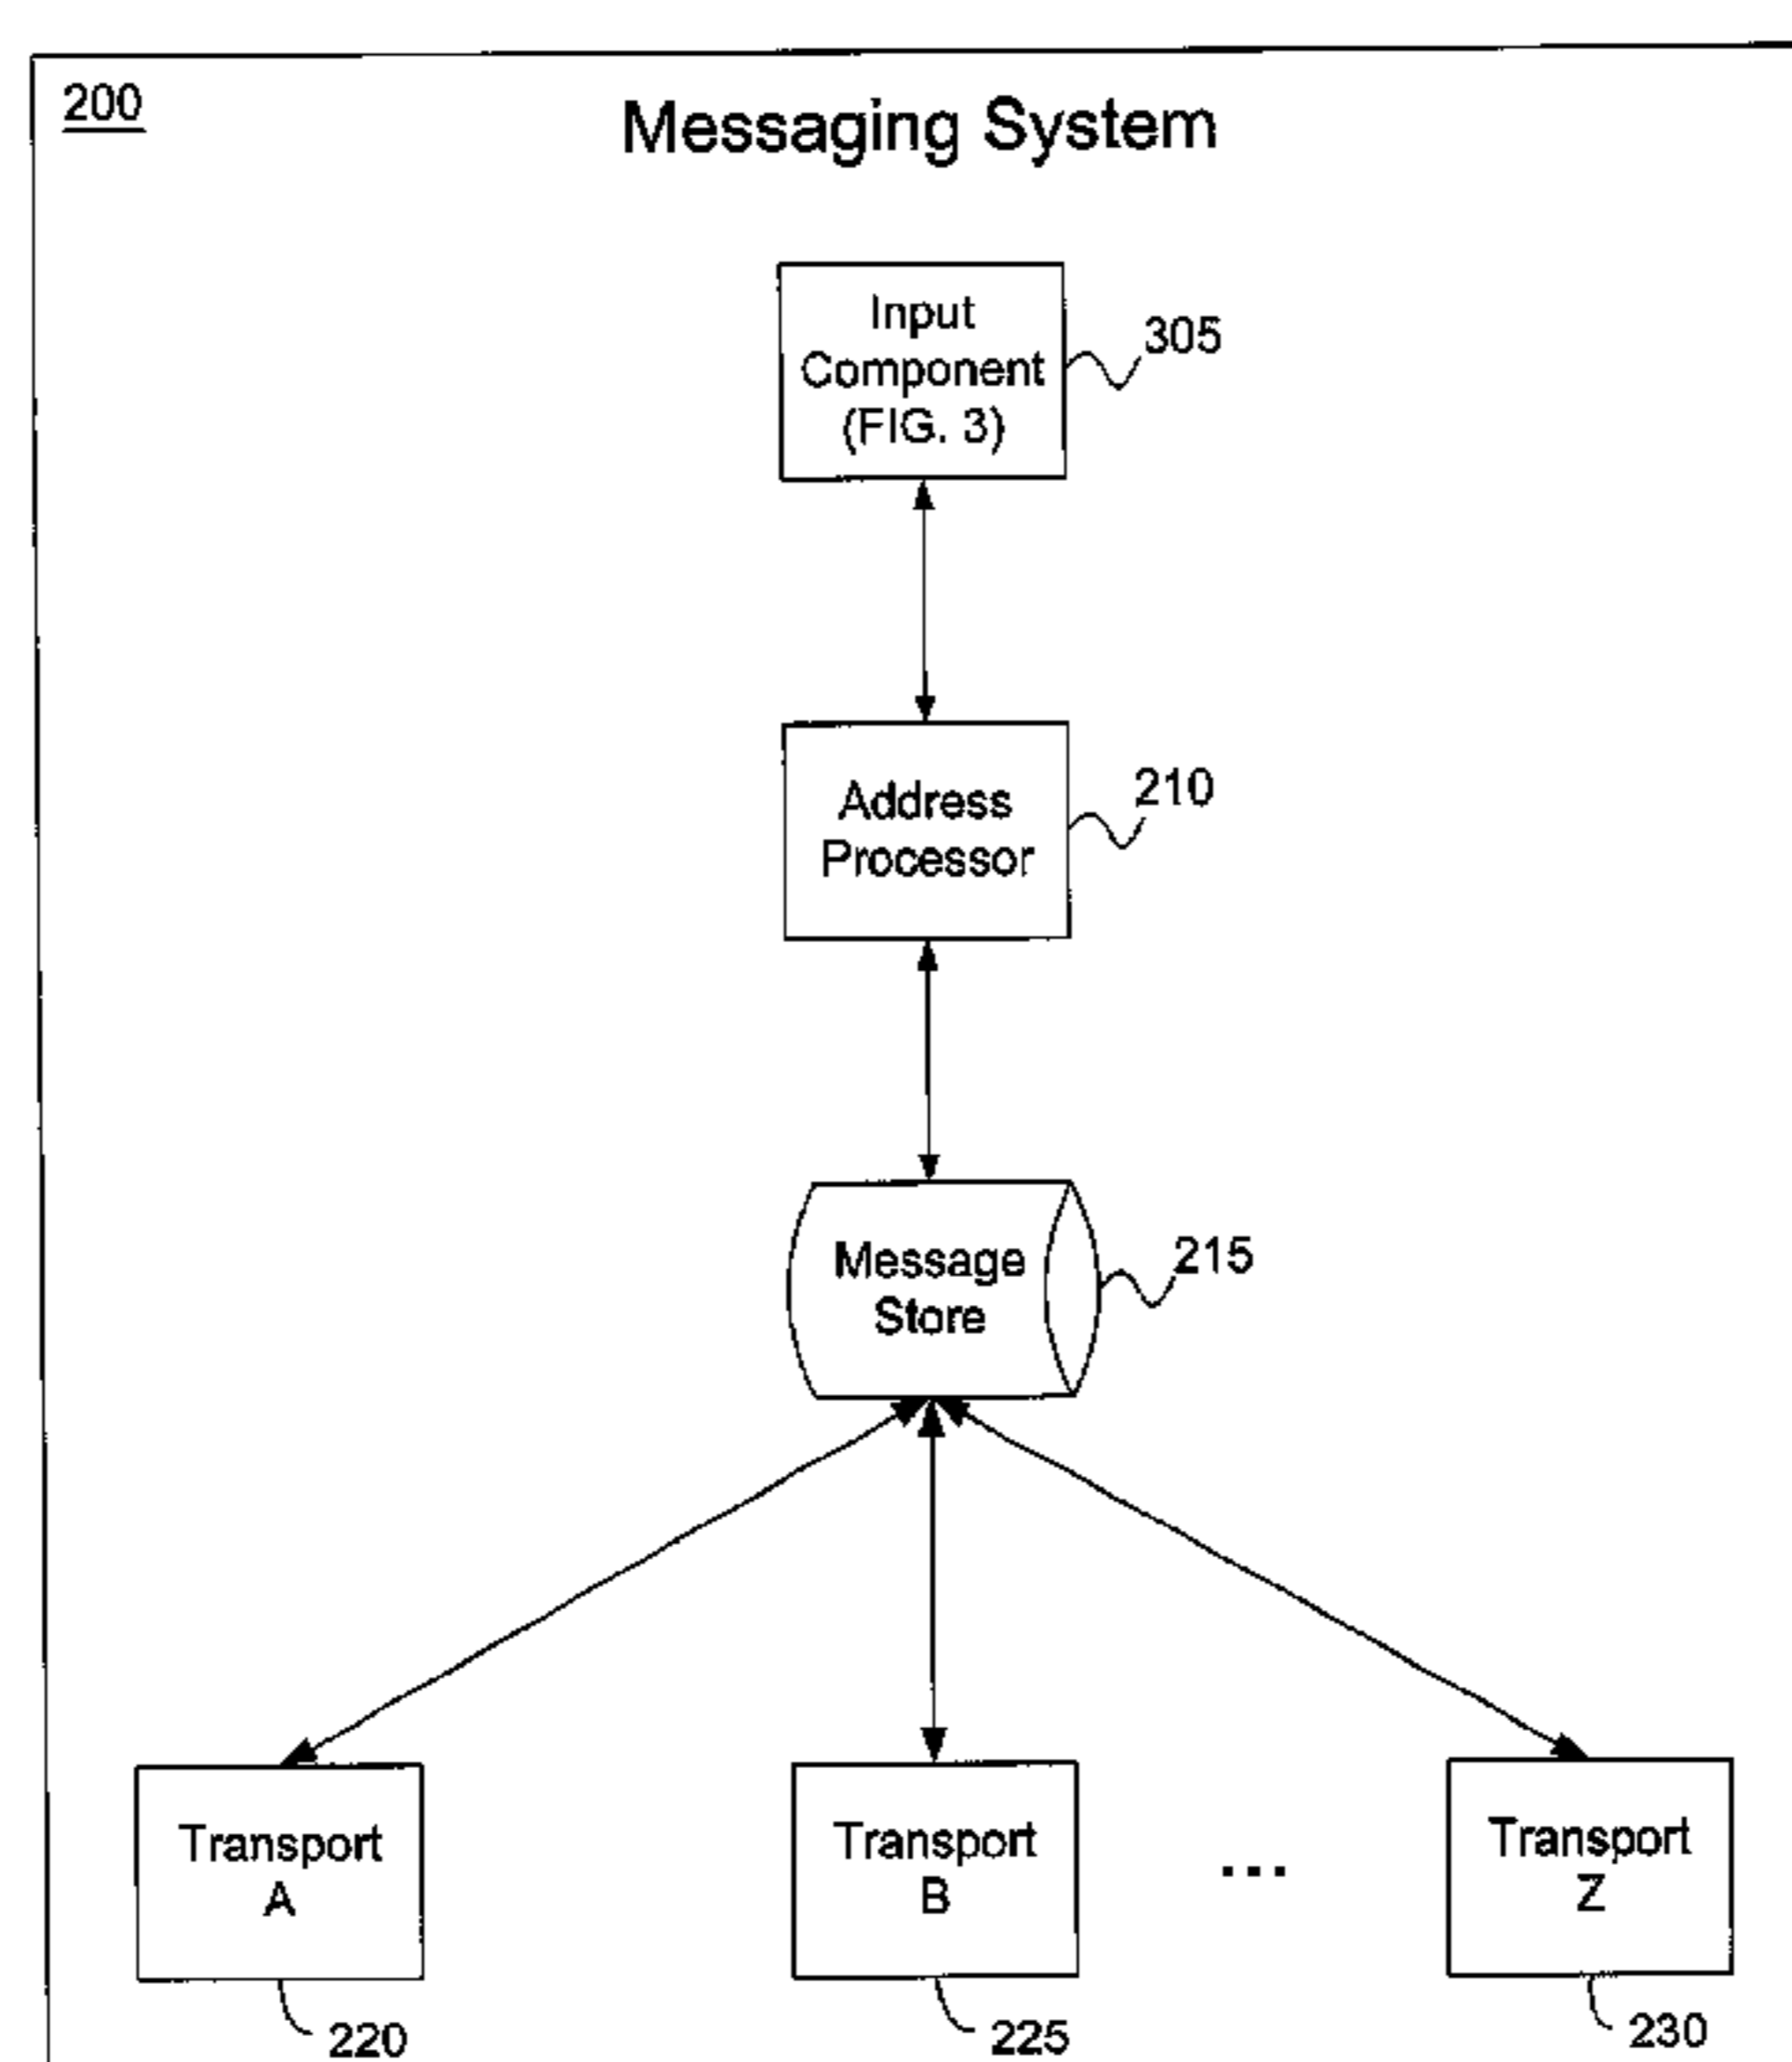 200
Messaging System
Input
Component
(FIG. 3)
305
Address
Processor
210
Message
Store
215
Transport
A
220
Transport
B
225
...
Transport
Z
230